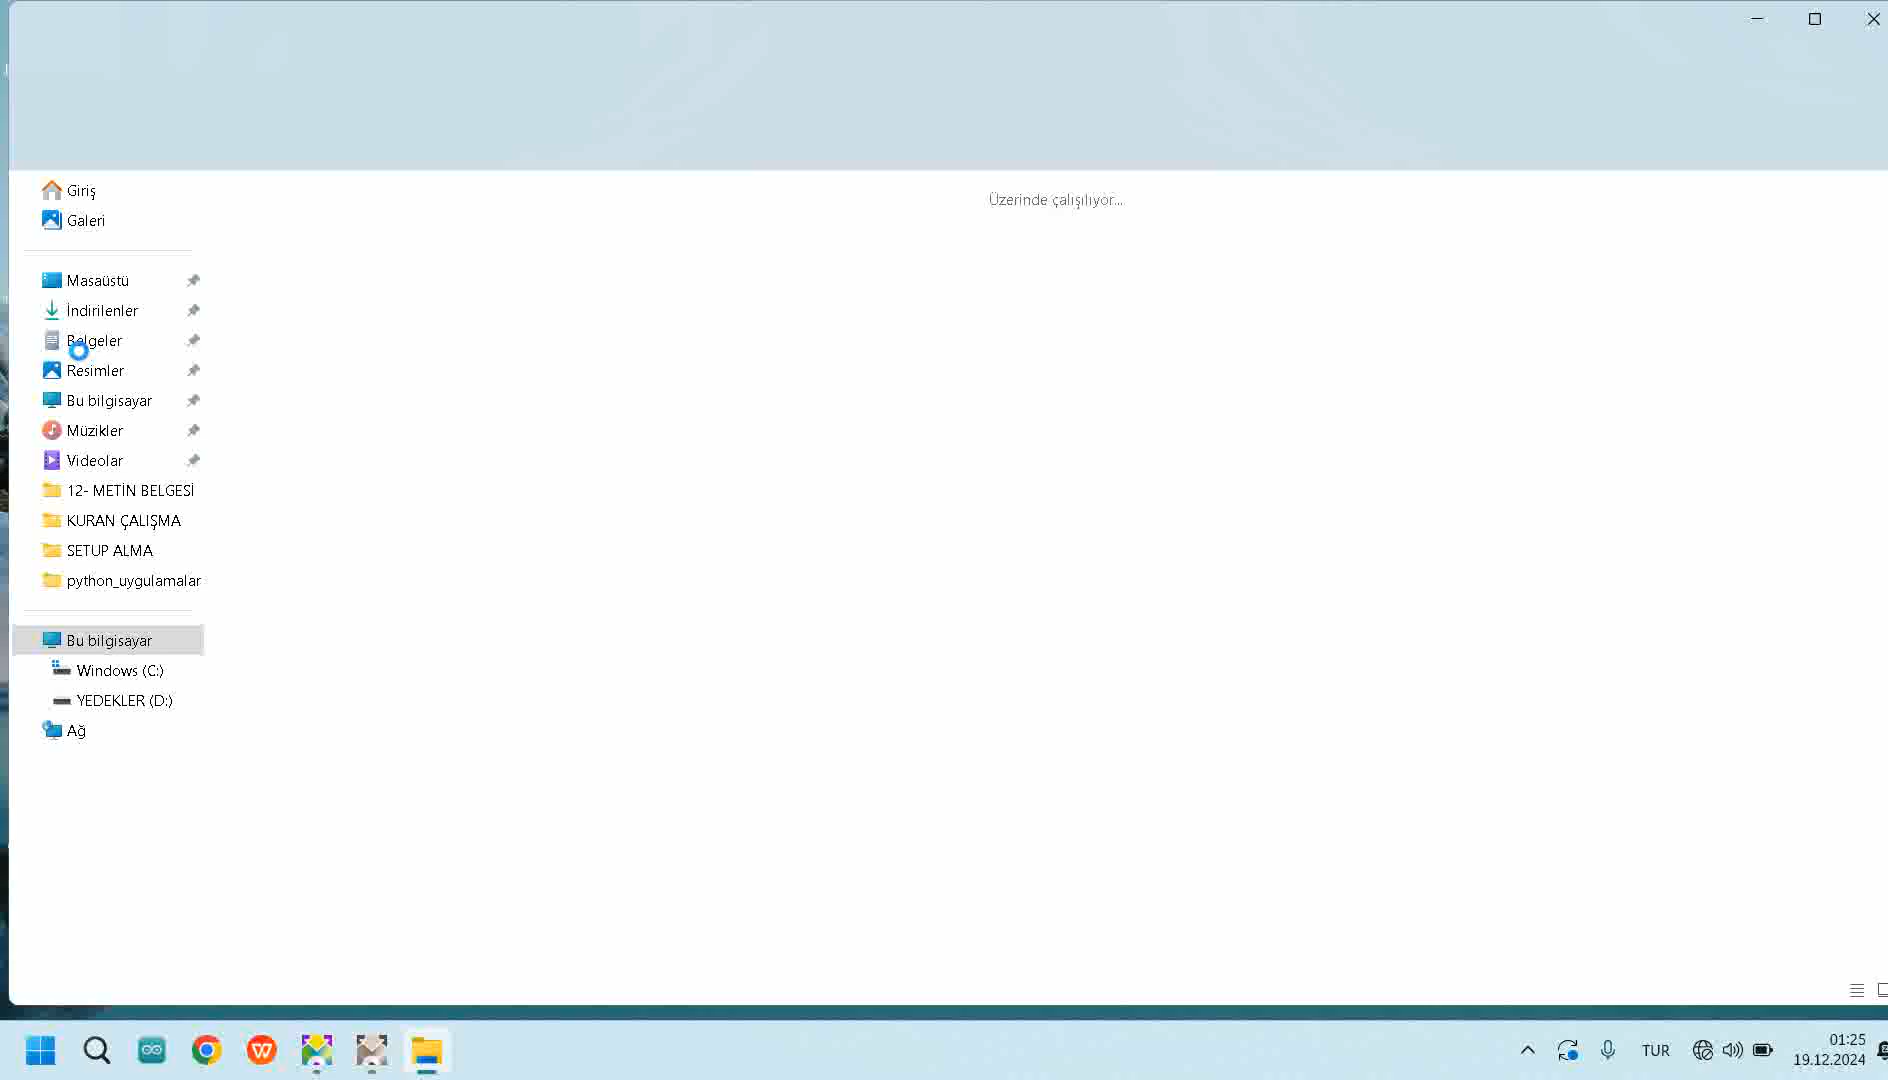 Giriş
Üzerinde çalışılıyor...
Galeri
Masaüstü
İndirilenler
Belgeler
Resimler
Bu bilgisayar
Müzikler
Videolar
12- METİN BELGESİ
KURAN ÇALIŞMA
SETUP ALMA
python_uygulamalar
Bu bilgisayar
Windows (C:)
YEDEKLER (D:)
Ağ
TUR
01:25
19.12.2024